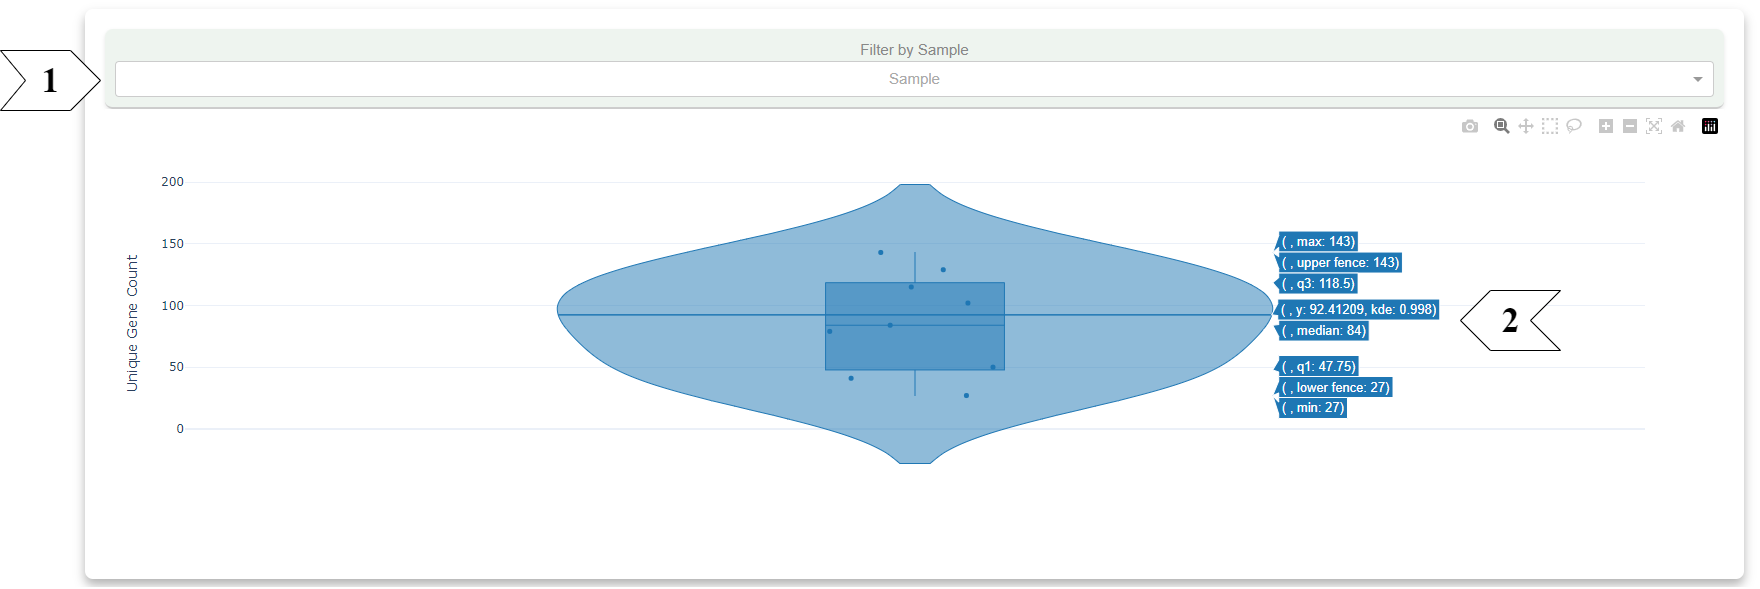 Filter by Sample
1
Sample
200
150
100
50
0
Unique Gene Count
( , max: 143)
( , upper fence: 143)
( , q3: 118.5)
( , y: 92.41209, kde: 0.998)
( , median: 84)
( , q1: 47.75)
( , lower fence: 27)
( , min: 27)
2